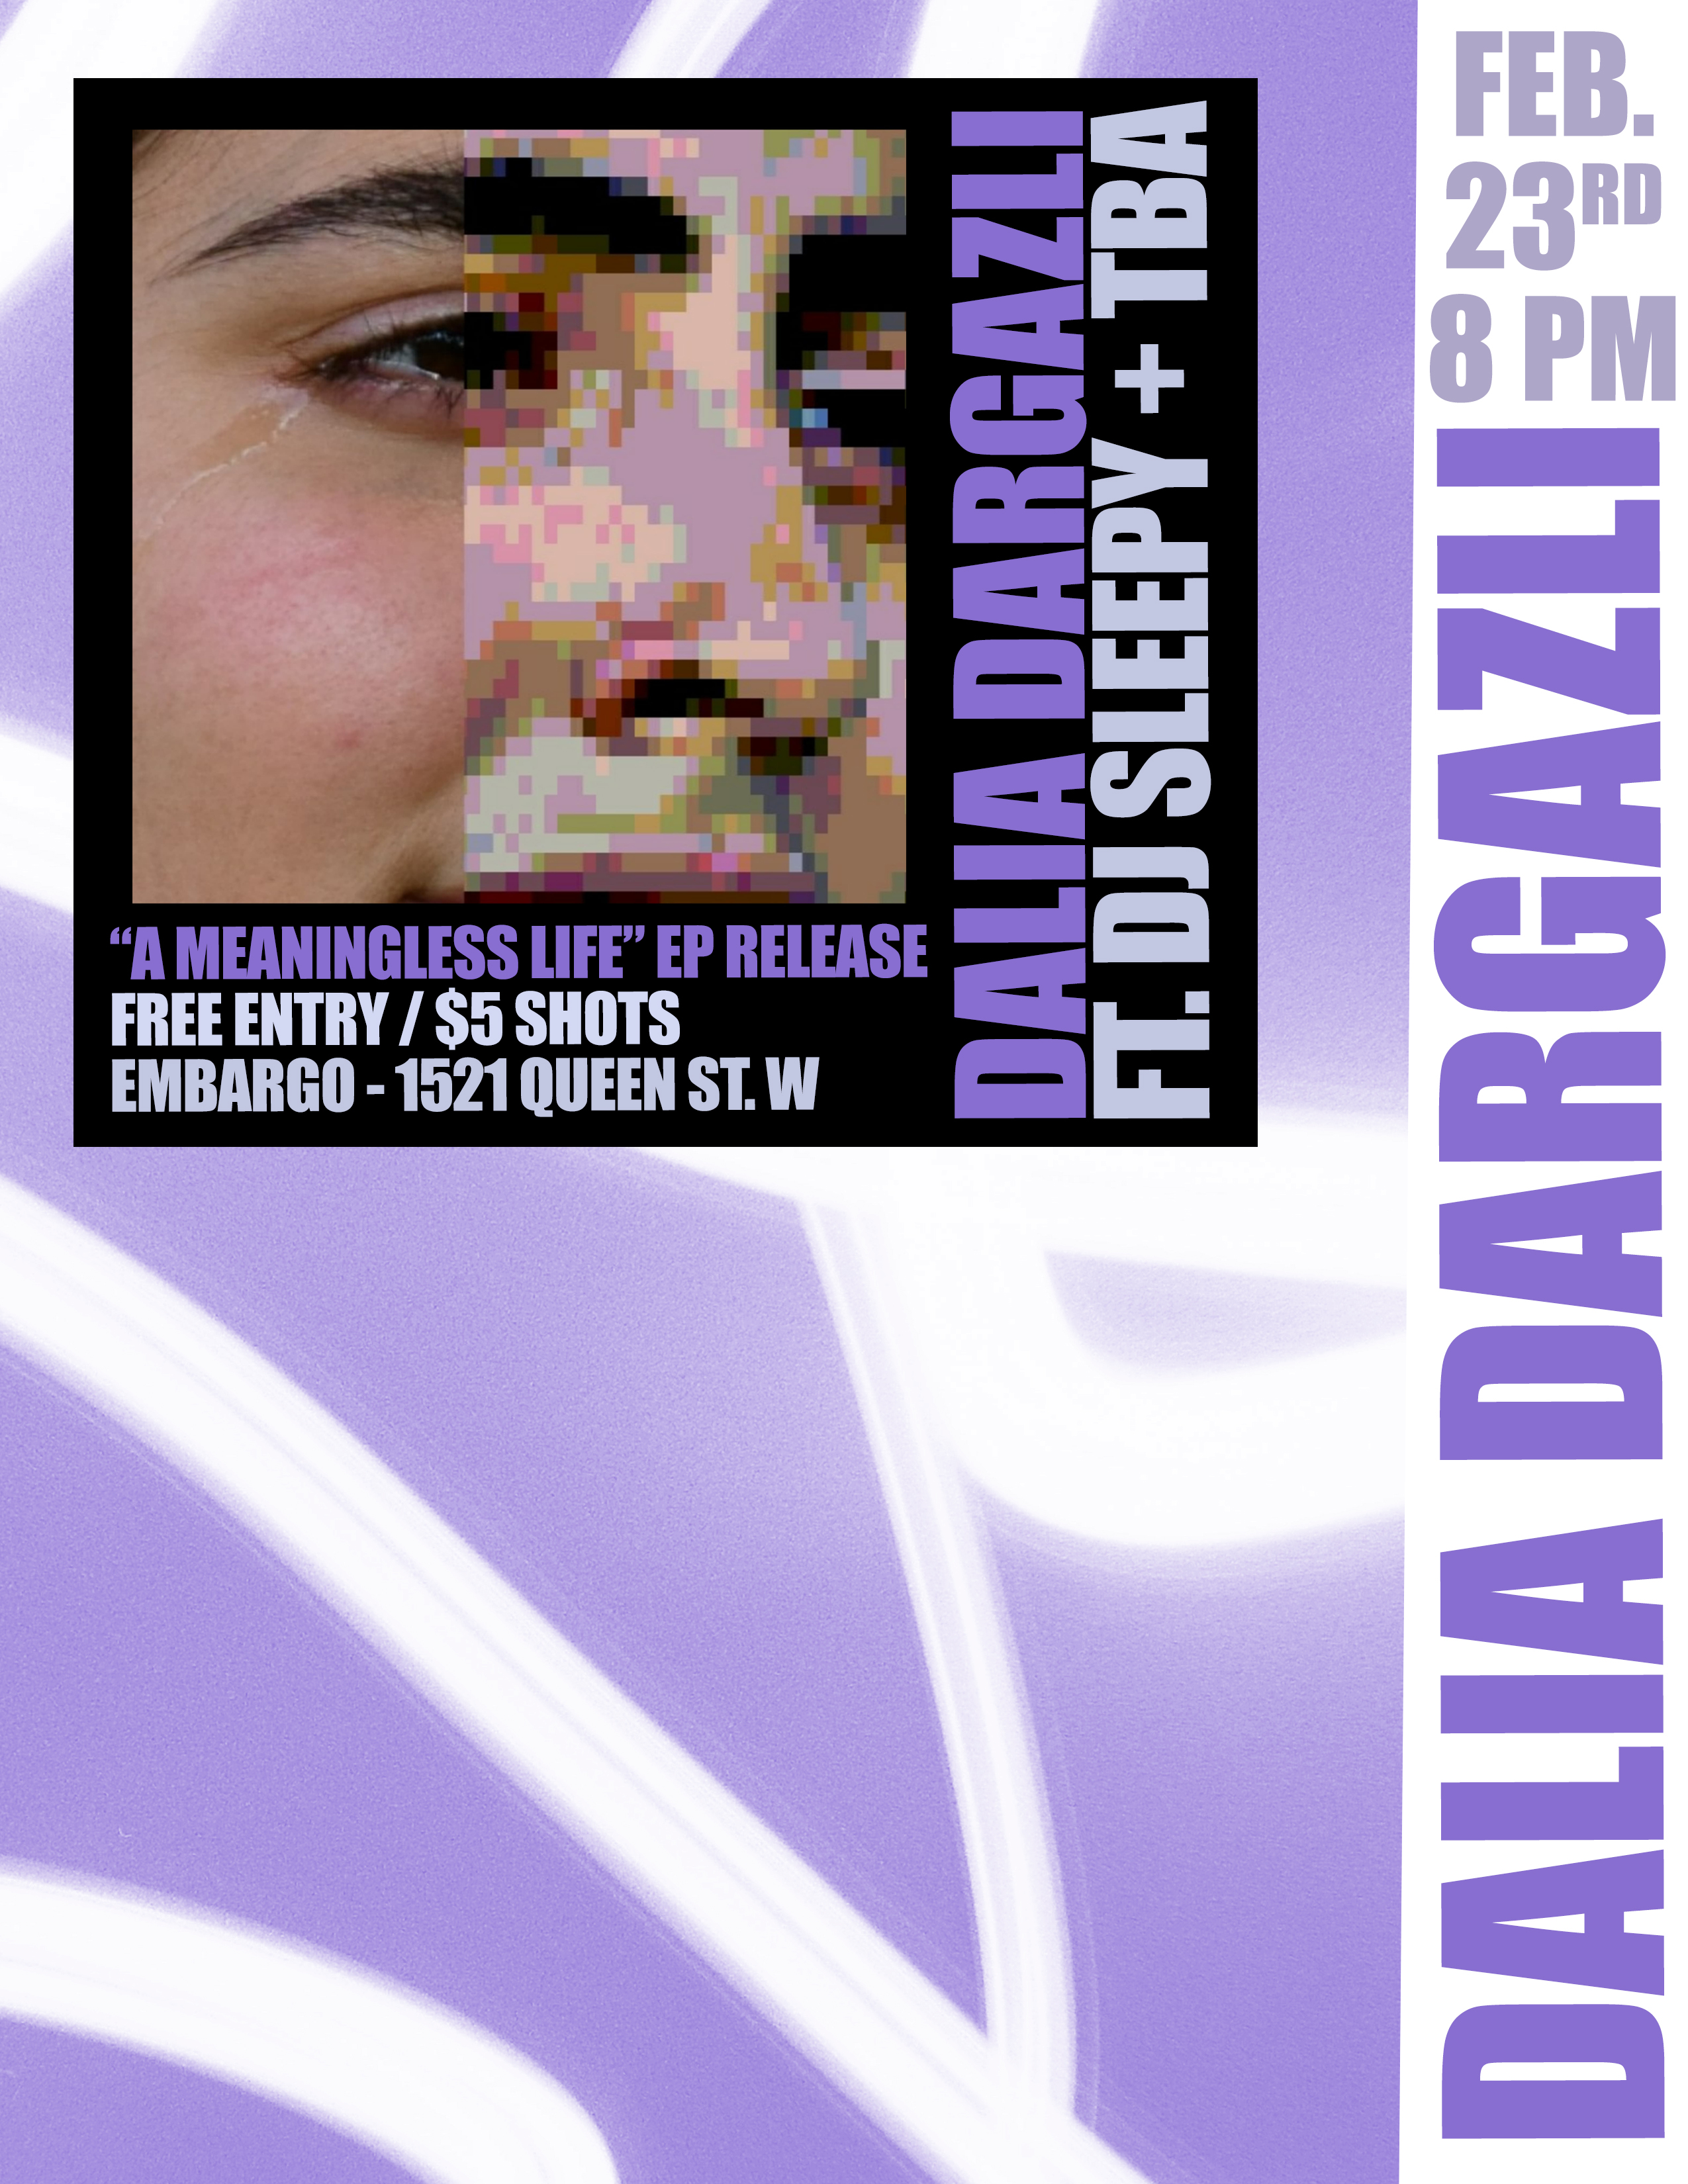 FEB.
23RD
8 PM
DALIA DARGAZLI
DALIA DARGAZLI
FT. DJ SLEEPY + TBA
“A MEANINGLESS LIFE” EP RELEASE
FREE ENTRY / $5 SHOTS
EMBARGO - 1521 QUEEN ST. W